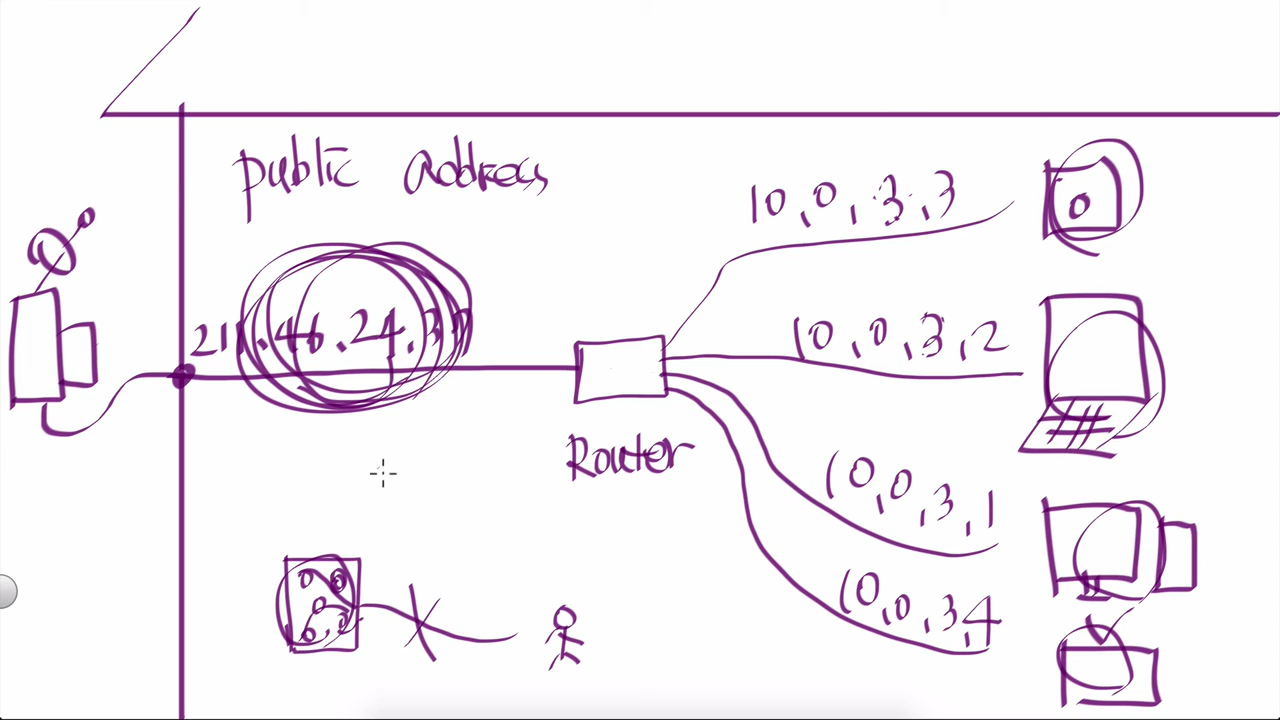 public address
10,0,3,3
10,0,3,2
Router
10,0,3,1
10,0,3,4